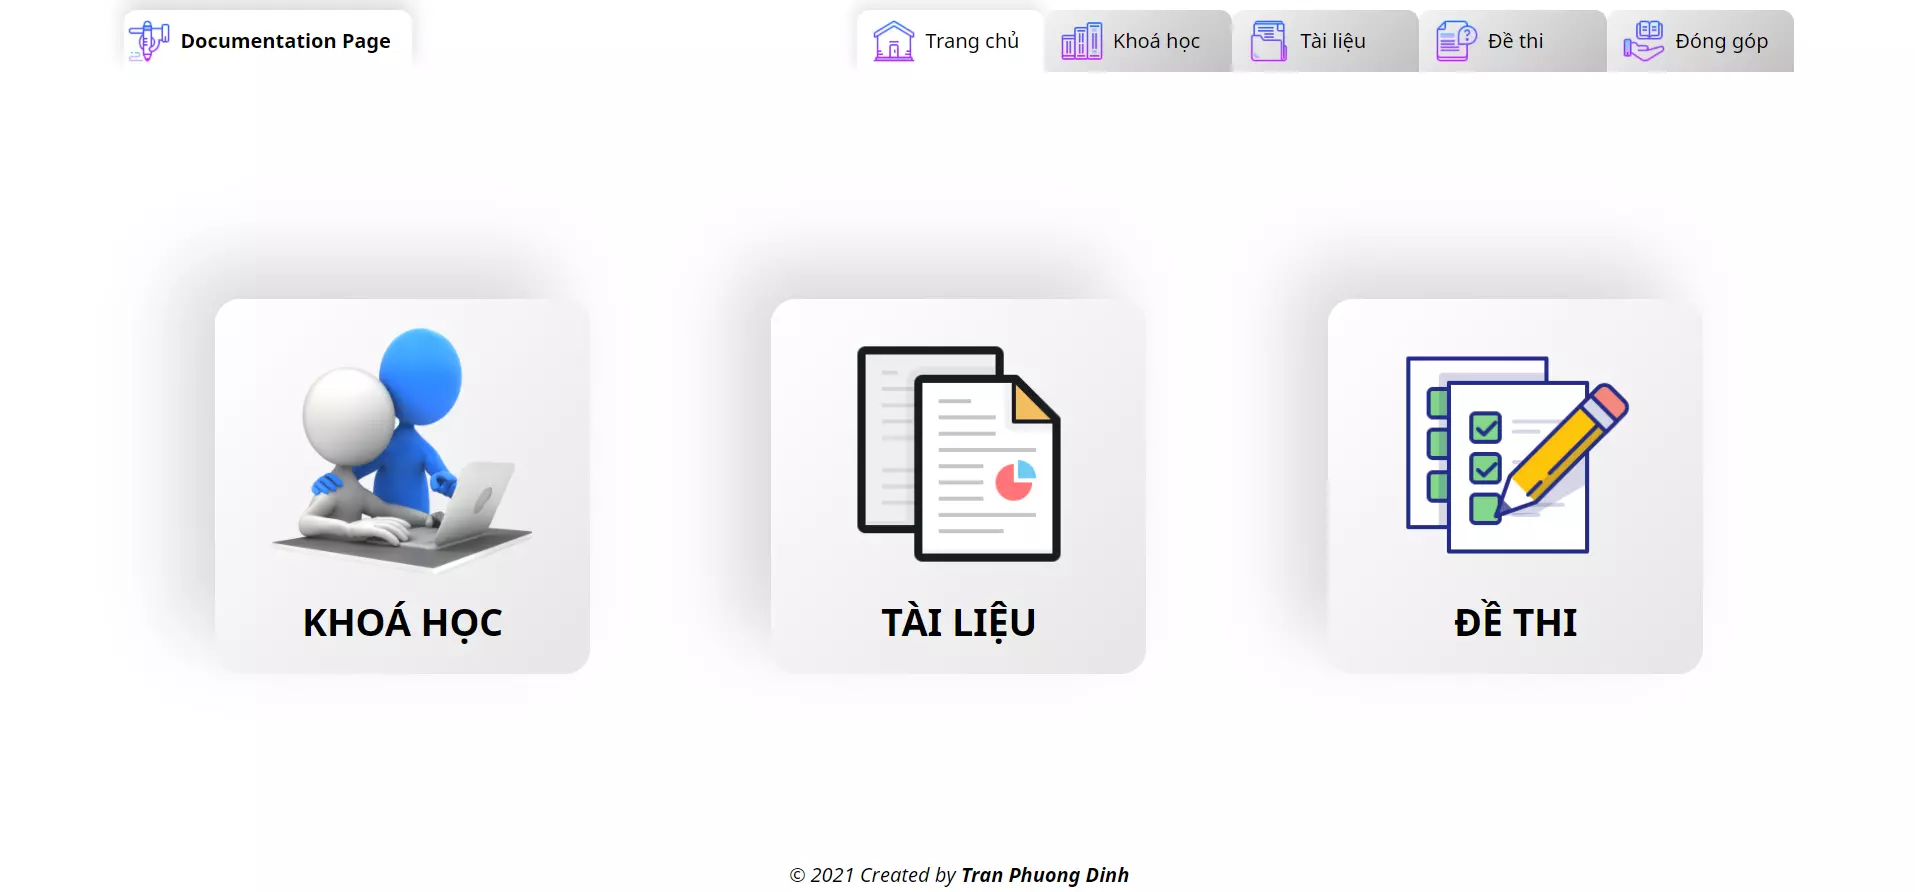 Documentation Page
Trang chủ
Khoá học
Tài liệu
Đề thi
Đóng góp
KHOÁ HỌC
TÀI LIỆU
ĐỀ THI
© 2021 Created by Tran Phuong Dinh